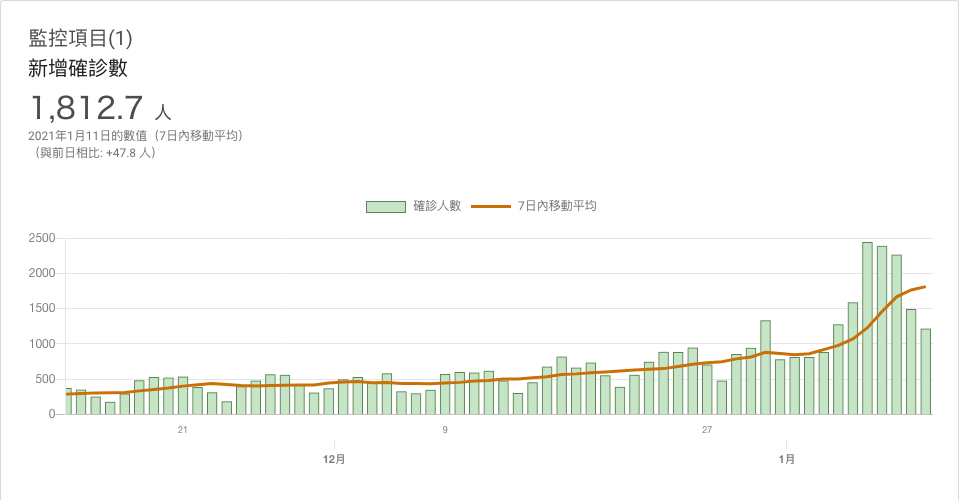 監控項目(1)
新增確診數
1,812.7 人
2021年1月11日的數值（7日內移動平均）
（與前日相比: +47.8 人）
確診人數 7日內移動平均
2500
2000
1500
1000
500
0
21 9 27
12月 1月